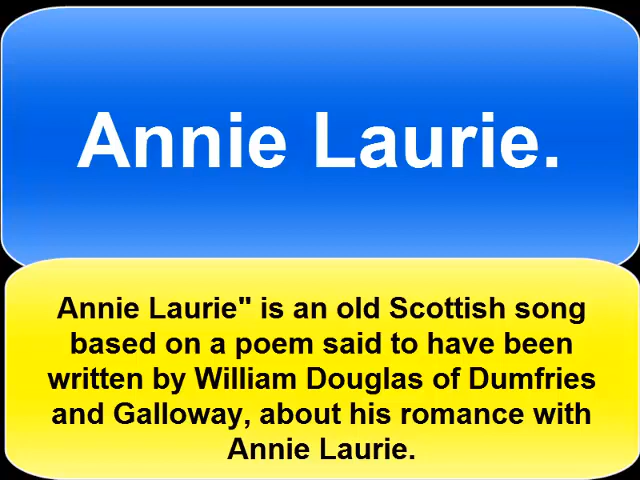 Annie Laurie.
Annie Laurie" is an old Scottish song
based on a poem said to have been
written by William Douglas of Dumfries
and Galloway, about his romance with
Annie Laurie.